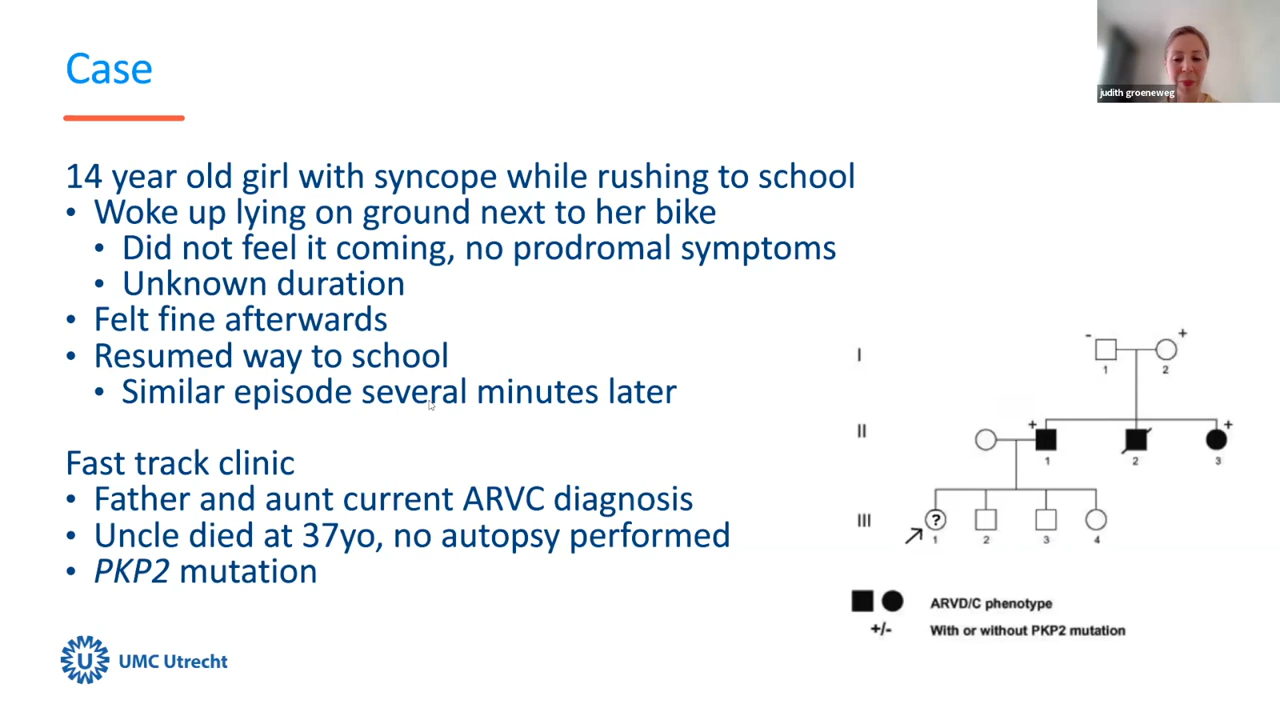 Case
judith groeneweg
14 year old girl with syncope while rushing to school
• Woke up lying on ground next to her bike
• Did not feel it coming, no prodromal symptoms
• Unknown duration
• Felt fine afterwards
• Resumed way to school
• Similar episode several minutes later
Fast track clinic
• Father and aunt current ARVC diagnosis
• Uncle died at 37yo, no autopsy performed
• PKP2 mutation
I
- +
1 2
II
+ +
1 2 3
III
?
1 2 3 4
ARVD/C phenotype
+/- With or without PKP2 mutation
U UMC Utrecht